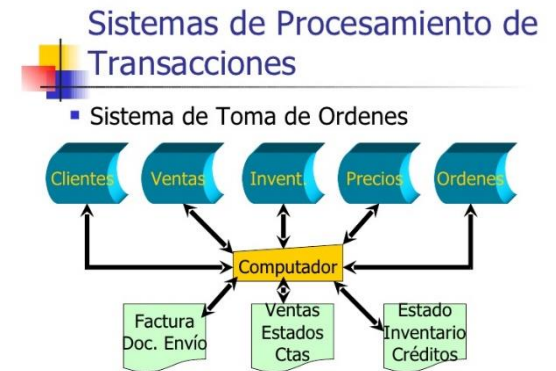 Sistemas de Procesamiento de
Transacciones
Sistema de Toma de Ordenes
Clientes
Ventas
Invent.
Precios
Ordenes
Computador
Factura
Doc. Envío
Ventas
Estados
Ctas
Estado
Inventario
Créditos